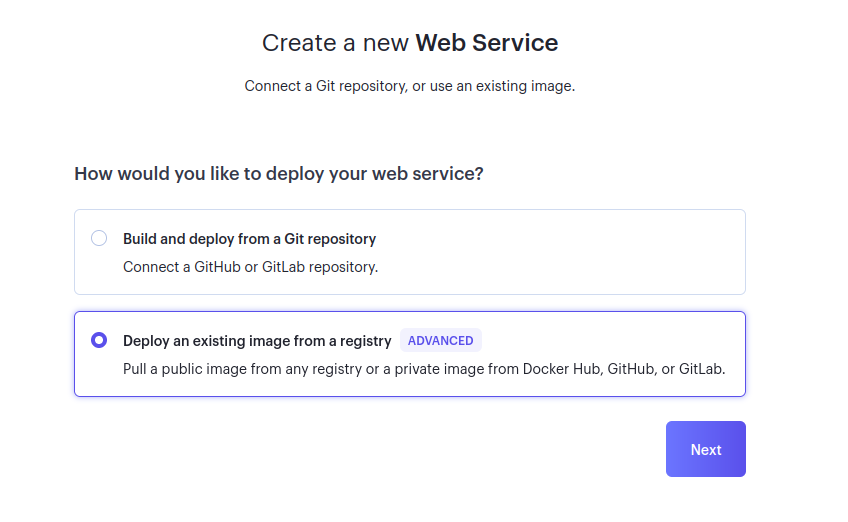 Create a new Web Service
Connect a Git repository, or use an existing image.
How would you like to deploy your web service?
Build and deploy from a Git repository
Connect a GitHub or GitLab repository.
Deploy an existing image from a registry ADVANCED
Pull a public image from any registry or a private image from Docker Hub, GitHub, or GitLab.
Next